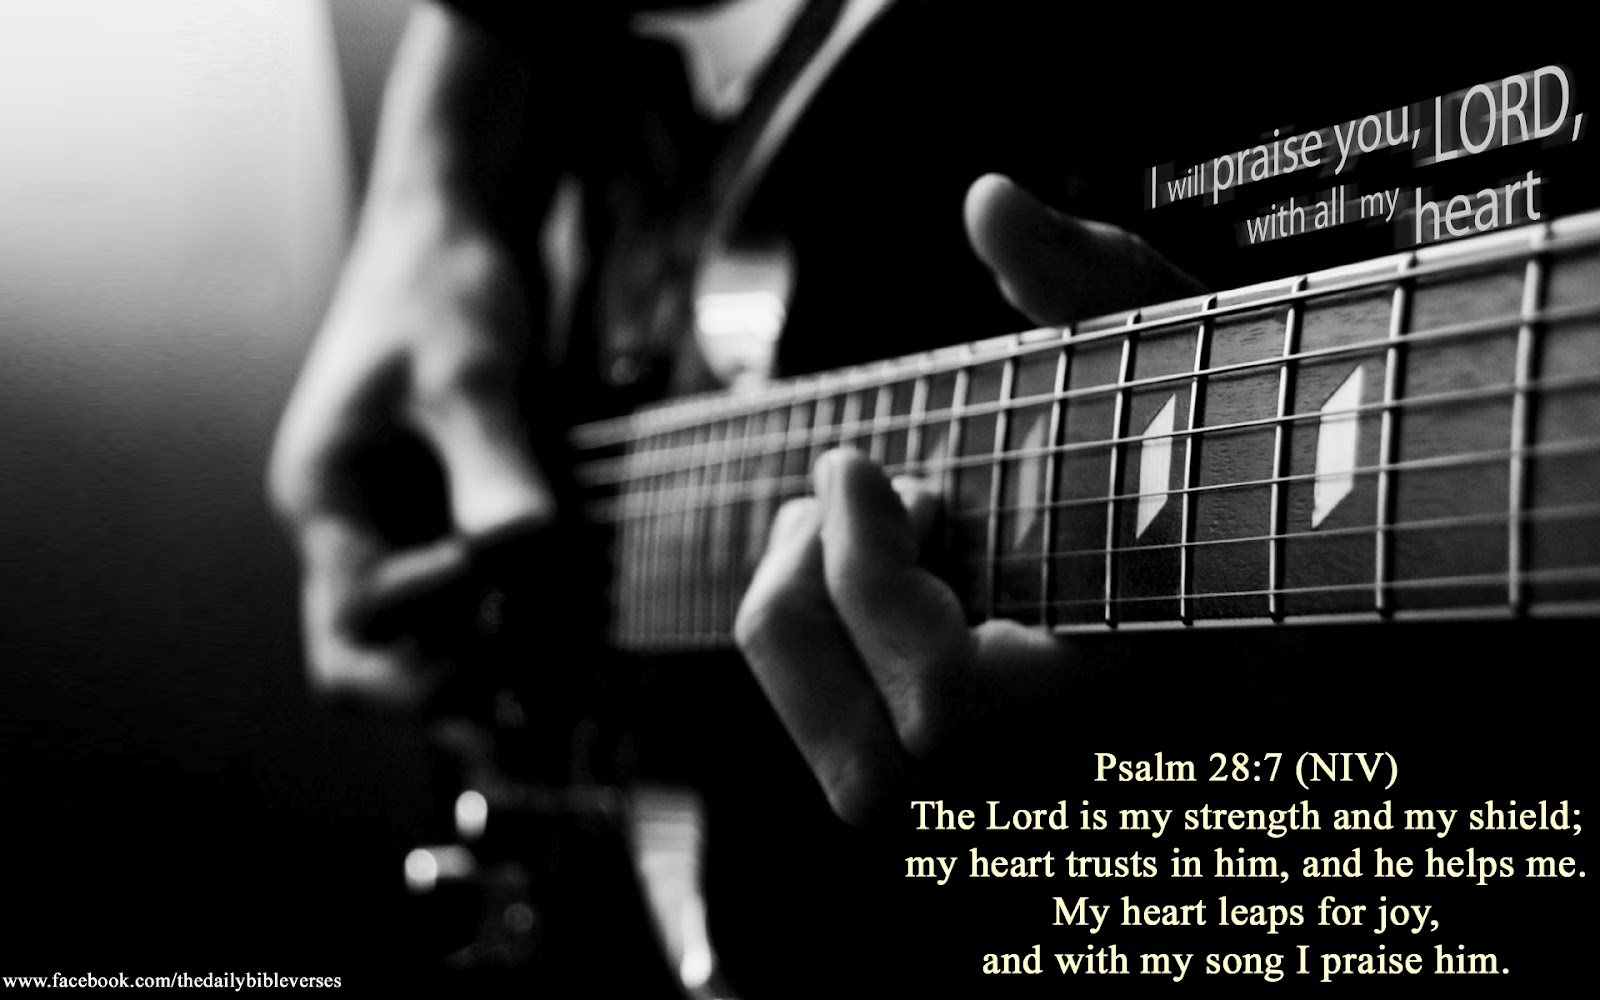 I will praise you, LORD,
with all my heart
Psalm 28:7 (NIV)
The Lord is my strength and my shield;
my heart trusts in him, and he helps me.
My heart leaps for joy,
and with my song I praise him.
www.facebook.com/thedailybibleverses